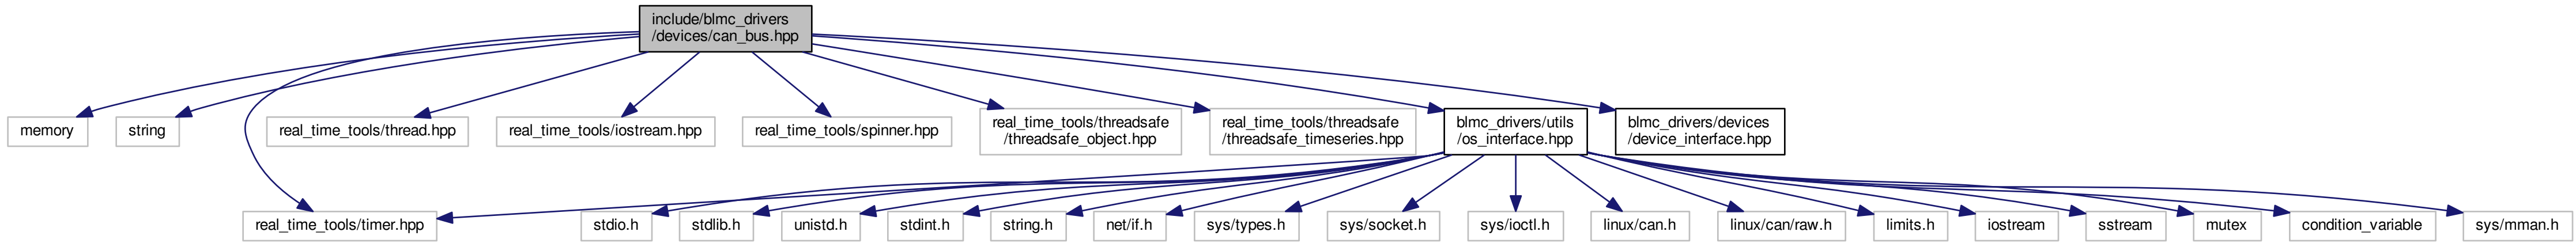 include/blmc_drivers
/devices/can_bus.hpp
memory
string
real_time_tools/thread.hpp
real_time_tools/iostream.hpp
real_time_tools/spinner.hpp
real_time_tools/threadsafe
/threadsafe_object.hpp
real_time_tools/threadsafe
/threadsafe_timeseries.hpp
blmc_drivers/utils
/os_interface.hpp
blmc_drivers/devices
/device_interface.hpp
real_time_tools/timer.hpp
stdio.h
stdlib.h
unistd.h
stdint.h
string.h
net/if.h
sys/types.h
sys/socket.h
sys/ioctl.h
linux/can.h
linux/can/raw.h
limits.h
iostream
sstream
mutex
condition_variable
sys/mman.h